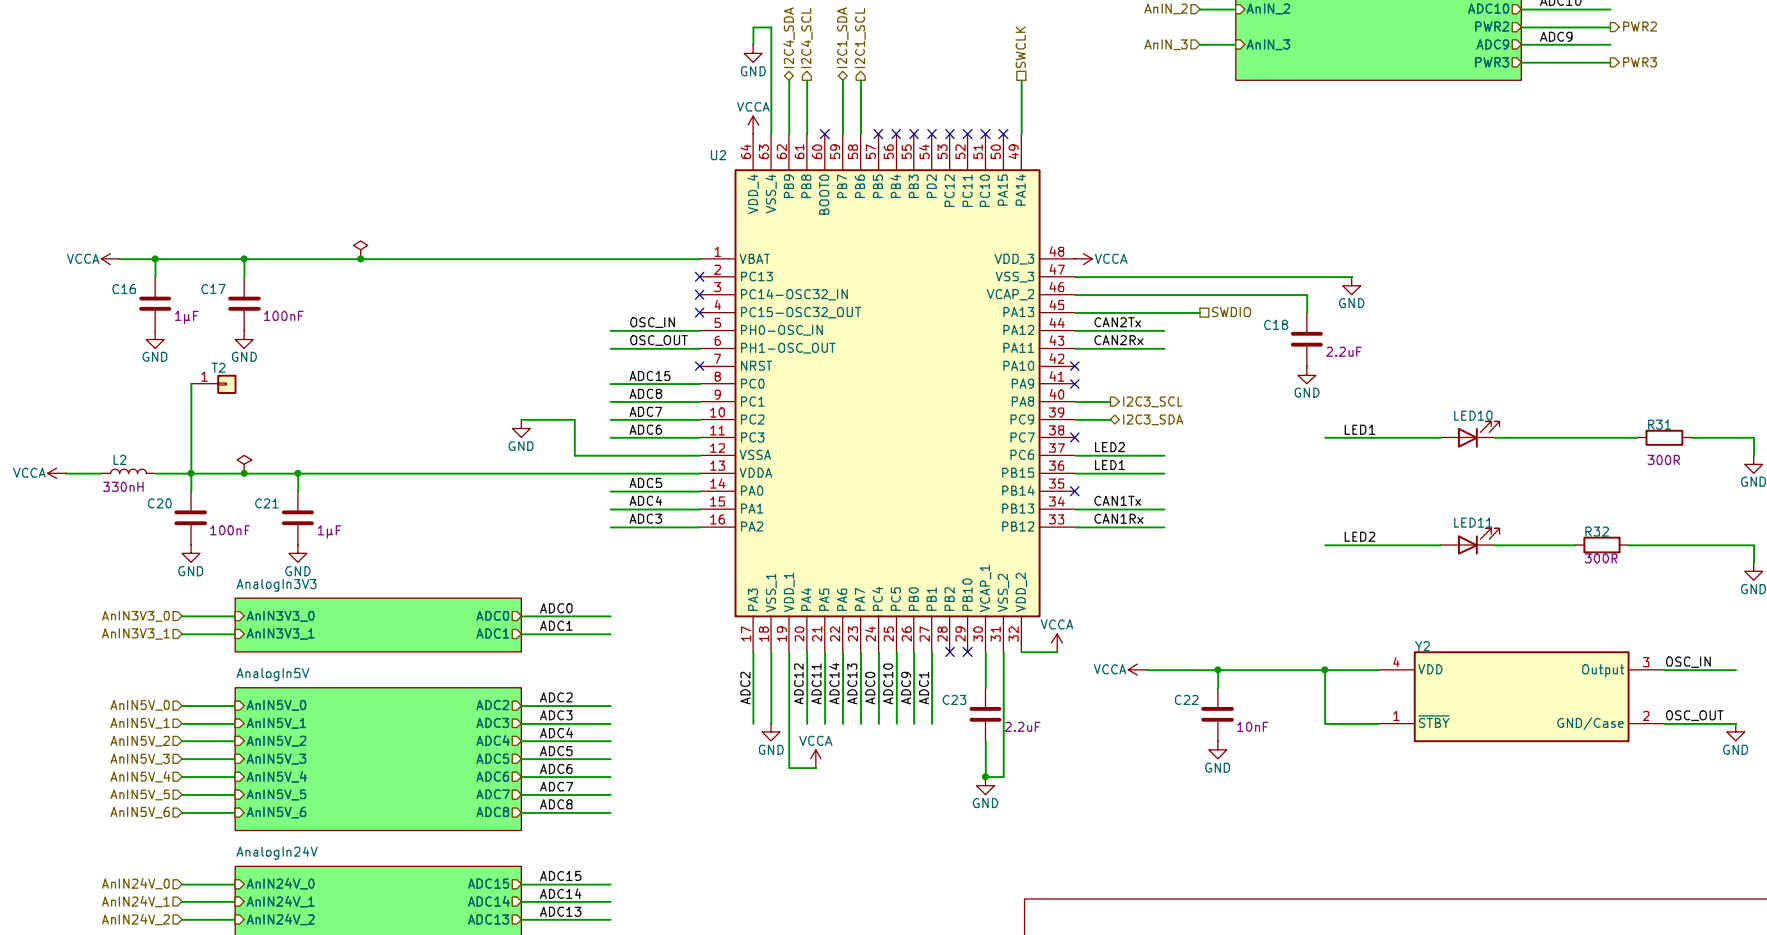 AnIN_2 AnIN_2 ADC10 ADC10
PWR2 PWR2
AnIN_3 AnIN_3 ADC9 ADC9
PWR3 PWR3
I2C4_SDA
I2C4_SCL
I2C1_SDA
I2C1_SCL
SWCLK
GND
VCCA
U2
64 63 62 61 60 59 58 57 56 55 54 53 52 51 50 49
VDD_4 VSS_4 PB9 PB8 BOOT0 PB7 PB6 PB5 PB4 PB3 PD2 PC12 PC11 PC10 PA15 PA14
VCCA
1 VBAT
2 PC13
3 PC14-OSC32_IN
4 PC15-OSC32_OUT
OSC_IN 5 PH0-OSC_IN
OSC_OUT 6 PH1-OSC_OUT
7 NRST
ADC15 8 PC0
ADC8 9 PC1
ADC7 10 PC2
ADC6 11 PC3
12 VSSA
13 VDDA
ADC5 14 PA0
ADC4 15 PA1
ADC3 16 PA2
C16
1µF
GND
C17
100nF
GND
T2
1
GND
VCCA
L2
330nH
C20
100nF
GND
C21
1µF
GND
VDD_3 48 VCCA
VSS_3 47
GND
VCAP_2 46
PA13 45 SWDIO
PA12 44 CAN2Tx
PA11 43 CAN2Rx
PA10 42
PA9 41
PA8 40 I2C3_SCL
PC9 39 I2C3_SDA
PC7 38
PC6 37 LED2
PB15 36 LED1
PB14 35
PB13 34 CAN1Tx
PB12 33 CAN1Rx
C18
2.2uF
GND
LED1
LED10
R31
300R
GND
LED2
LED11
R32
300R
GND
PA3 VSS_1 VDD_1 PA4 PA5 PA6 PA7 PC4 PC5 PB0 PB1 PB2 PB10 VCAP_1 VSS_2 VDD_2
17 18 19 20 21 22 23 24 25 26 27 28 29 30 31 32
VCCA
ADC2 ADC12 ADC11 ADC14 ADC13 ADC0 ADC10 ADC9 ADC1
GND
VCCA
C23
2.2uF
GND
AnalogIn3V3
AnIN3V3_0 AnIN3V3_0 ADC0 ADC0
AnIN3V3_1 AnIN3V3_1 ADC1 ADC1
AnalogIn5V
AnIN5V_0 AnIN5V_0 ADC2 ADC2
AnIN5V_1 AnIN5V_1 ADC3 ADC3
AnIN5V_2 AnIN5V_2 ADC4 ADC4
AnIN5V_3 AnIN5V_3 ADC5 ADC5
AnIN5V_4 AnIN5V_4 ADC6 ADC6
AnIN5V_5 AnIN5V_5 ADC7 ADC7
AnIN5V_6 AnIN5V_6 ADC8 ADC8
AnalogIn24V
AnIN24V_0 AnIN24V_0 ADC15 ADC15
AnIN24V_1 AnIN24V_1 ADC14 ADC14
AnIN24V_2 AnIN24V_2 ADC13 ADC13
Y2
VCCA
4 VDD Output 3 OSC_IN
1 STBY GND/Case 2 OSC_OUT
C22
10nF
GND
GND